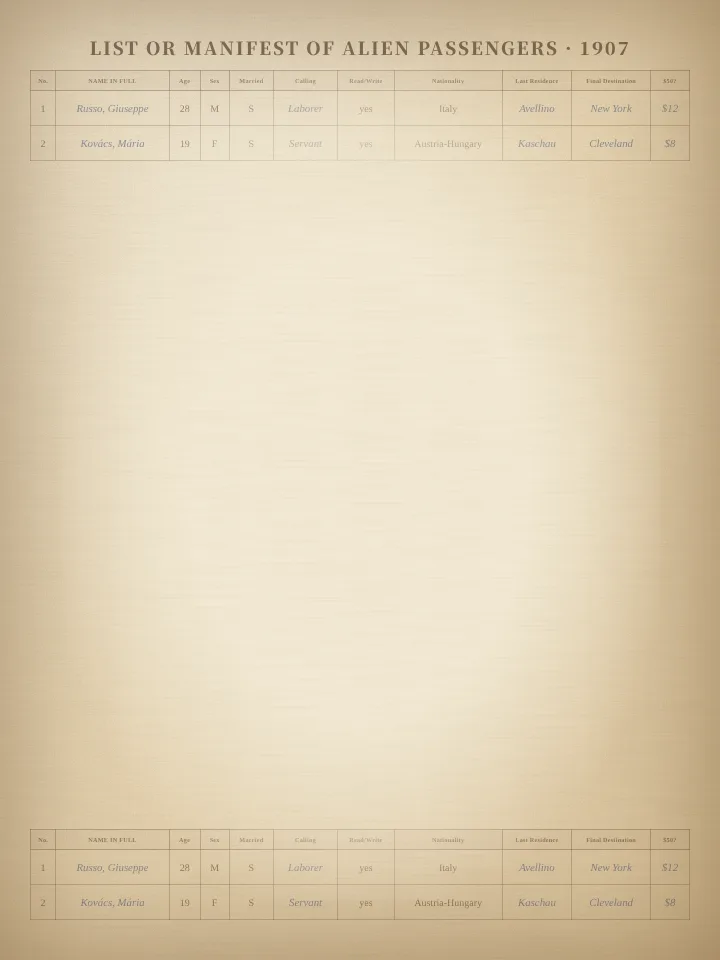 LIST OR MANIFEST OF ALIEN PASSENGERS · 1907
No. NAME IN FULL Age Sex Married Calling Read/Write Nationality Last Residence Final Destination $50?
1 Russo, Giuseppe 28 M S Laborer yes Italy Avellino New York $12
2 Kovács, Mária 19 F S Servant yes Austria-Hungary Kaschau Cleveland $8
No. NAME IN FULL Age Sex Married Calling Read/Write Nationality Last Residence Final Destination $50?
1 Russo, Giuseppe 28 M S Laborer yes Italy Avellino New York $12
2 Kovács, Mária 19 F S Servant yes Austria-Hungary Kaschau Cleveland $8